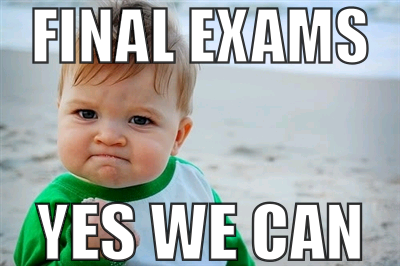 FINAL EXAMS
YES WE CAN